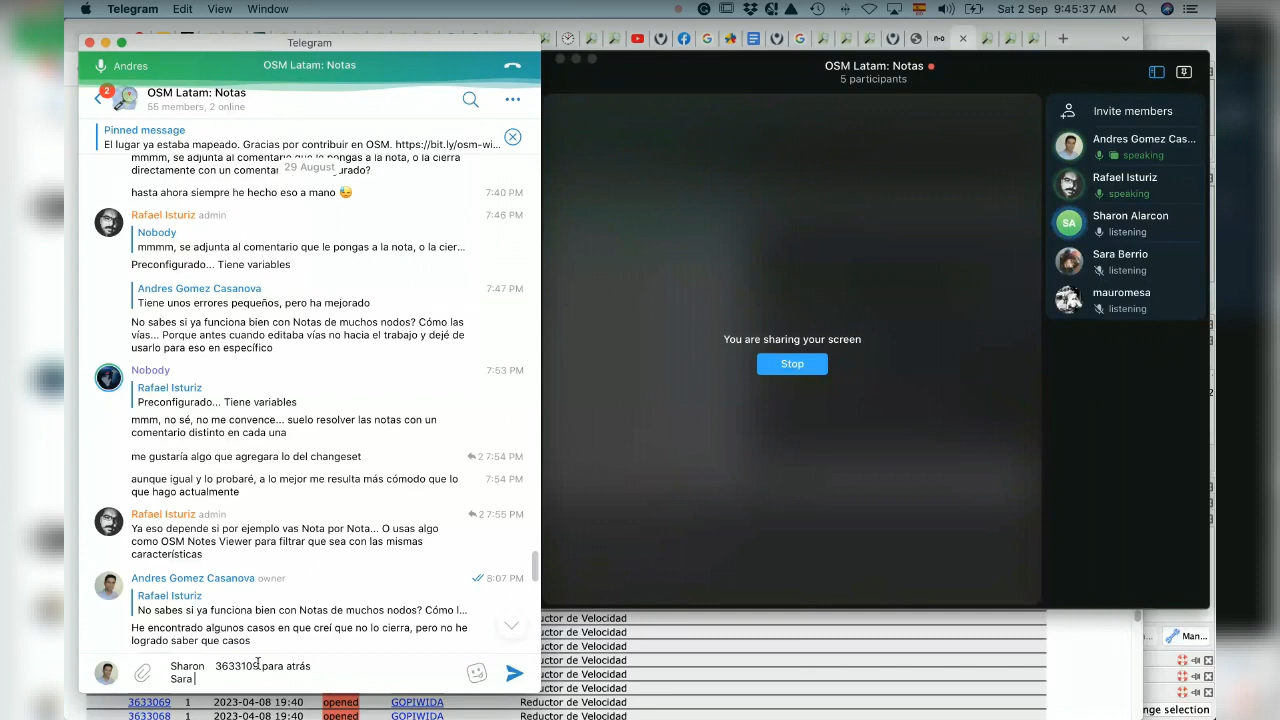 Telegram Edit View Window
Sat 2 Sep 9:45:37 AM
Telegram
Andres
OSM Latam: Notas
2
OSM Latam: Notas
55 members, 2 online
Pinned message
El lugar ya estaba mapeado. Gracias por contribuir en OSM. https://bit.ly/osm-wi...
29 August
mmmm, se adjunta al comentario que le pongas a la nota, o la cierra
directamente con un comentar
hasta ahora siempre he hecho eso a mano 😓 7:40 PM
Rafael Isturiz admin 7:46 PM
Nobody
mmmm, se adjunta al comentario que le pongas a la nota, o la cier...
Preconfigurado... Tiene variables
Andres Gomez Casanova 7:47 PM
Tiene unos errores pequeños, pero ha mejorado
No sabes si ya funciona bien con Notas de muchos nodos? Cómo las
vías... Porque antes cuando editaba vías no hacia el trabajo y dejé de
usarlo para eso en específico
Nobody 7:53 PM
Rafael Isturiz
Preconfigurado... Tiene variables
mmm, no sé, no me convence... suelo resolver las notas con un
comentario distinto en cada una
me gustaría algo que agregara lo del changeset 2 7:54 PM
aunque igual y lo probaré, a lo mejor me resulta más cómodo que lo 7:54 PM
que hago actualmente
Rafael Isturiz admin 2 7:55 PM
Ya eso depende si por ejemplo vas Nota por Nota... O usas algo
como OSM Notes Viewer para filtrar que sea con las mismas
características
Andres Gomez Casanova owner 8:07 PM
Rafael Isturiz
No sabes si ya funciona bien con Notas de muchos nodos? Cómo l...
He encontrado algunos casos en que creí que no lo cierra, pero no he
logrado saber que casos
Sharon 3633109 para atrás
Sara
OSM Latam: Notas
5 participants
You are sharing your screen
Stop
Invite members
Andres Gomez Cas...
speaking
Rafael Isturiz
speaking
SA
Sharon Alarcon
listening
Sara Berrio
listening
mauromesa
listening
uctor de Velocidad
Reductor de Velocidad
Reductor de Velocidad
Reductor de Velocidad
Reductor de Velocidad
Reductor de Velocidad
3633069 1 2023-04-08 19:40 opened GOPIWIDA Reductor de Velocidad
3633068 1 2023-04-08 19:40 opened GOPIWIDA Reductor de Velocidad
Man...
nge selection